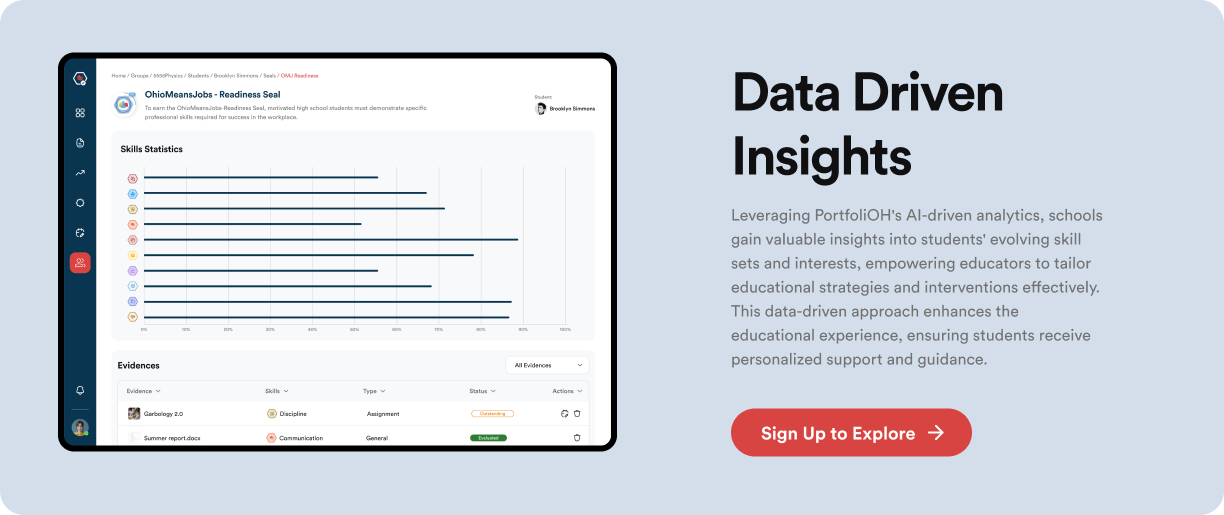 Home / Groups / 5555Physics / Students / Brooklyn Simmons / Seals / OMJ Readiness
OhioMeansJobs - Readiness Seal
To earn the OhioMeansJobs-Readiness Seal, motivated high school students must demonstrate specific
professional skills required for success in the workplace.
Student
Brooklyn Simmons
Skills Statistics
0% 10% 20% 30% 40% 50% 60% 70% 80% 90% 100%
Evidences
All Evidences
Evidence Skills Type Status Actions
Garbology 2.0 Discipline Assignment Outstanding
Summer report.docx Communication General Evaluated
Data Driven
Insights
Leveraging PortfoliOH's AI-driven analytics, schools
gain valuable insights into students' evolving skill
sets and interests, empowering educators to tailor
educational strategies and interventions effectively.
This data-driven approach enhances the
educational experience, ensuring students receive
personalized support and guidance.
Sign Up to Explore